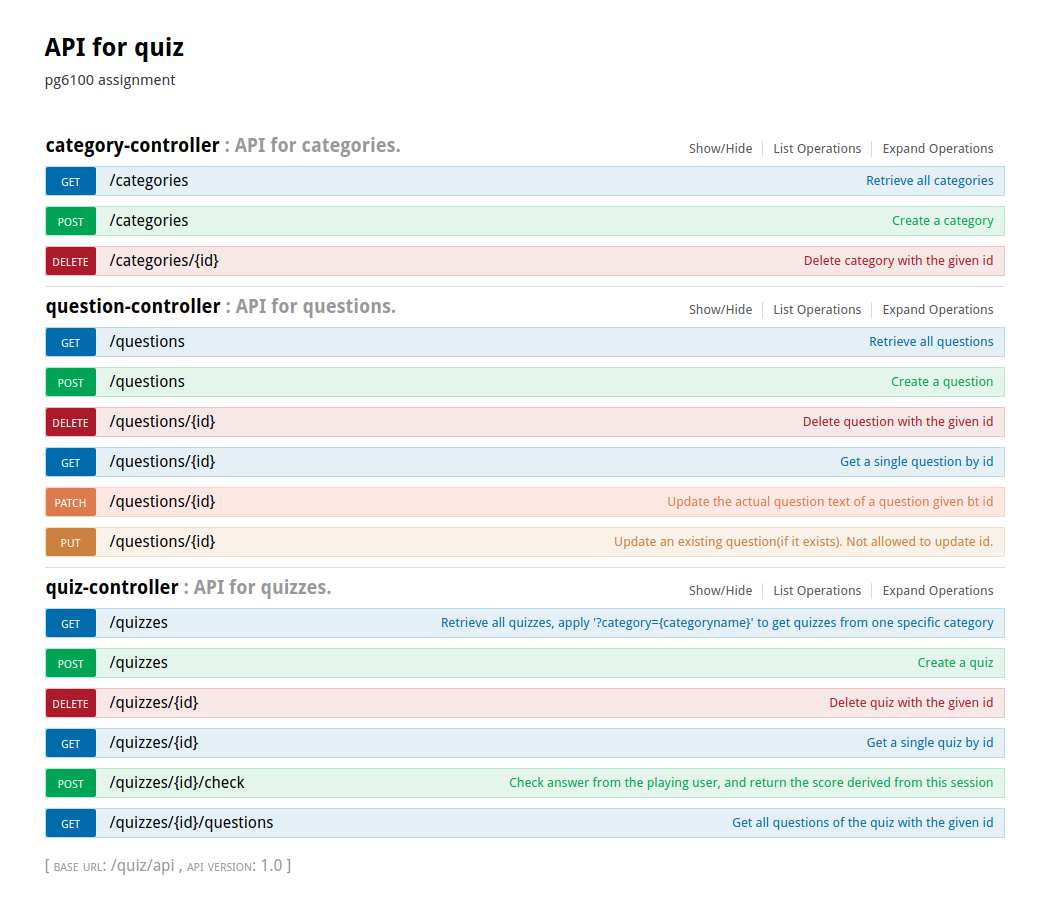 API for quiz
pg6100 assignment
category-controller : API for categories. Show/Hide List Operations Expand Operations
GET /categories Retrieve all categories
POST /categories Create a category
DELETE /categories/{id} Delete category with the given id
question-controller : API for questions. Show/Hide List Operations Expand Operations
GET /questions Retrieve all questions
POST /questions Create a question
DELETE /questions/{id} Delete question with the given id
GET /questions/{id} Get a single question by id
PATCH /questions/{id} Update the actual question text of a question given bt id
PUT /questions/{id} Update an existing question(if it exists). Not allowed to update id.
quiz-controller : API for quizzes. Show/Hide List Operations Expand Operations
GET /quizzes Retrieve all quizzes, apply '?category={categoryname}' to get quizzes from one specific category
POST /quizzes Create a quiz
DELETE /quizzes/{id} Delete quiz with the given id
GET /quizzes/{id} Get a single quiz by id
POST /quizzes/{id}/check Check answer from the playing user, and return the score derived from this session
GET /quizzes/{id}/questions Get all questions of the quiz with the given id
[ BASE URL: /quiz/api , API VERSION: 1.0 ]